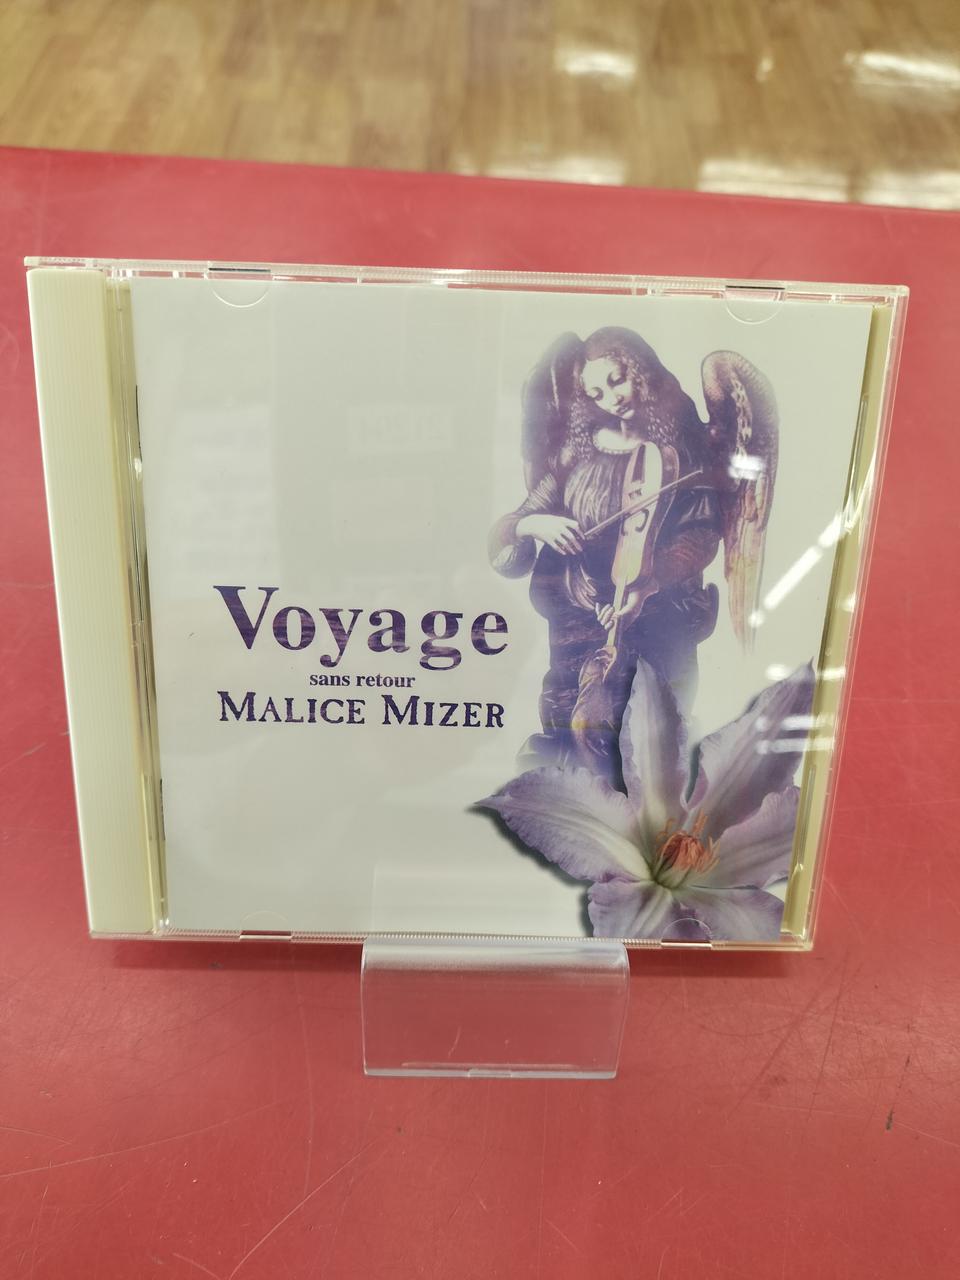 Voyage
sans retour
MALICE MIZER